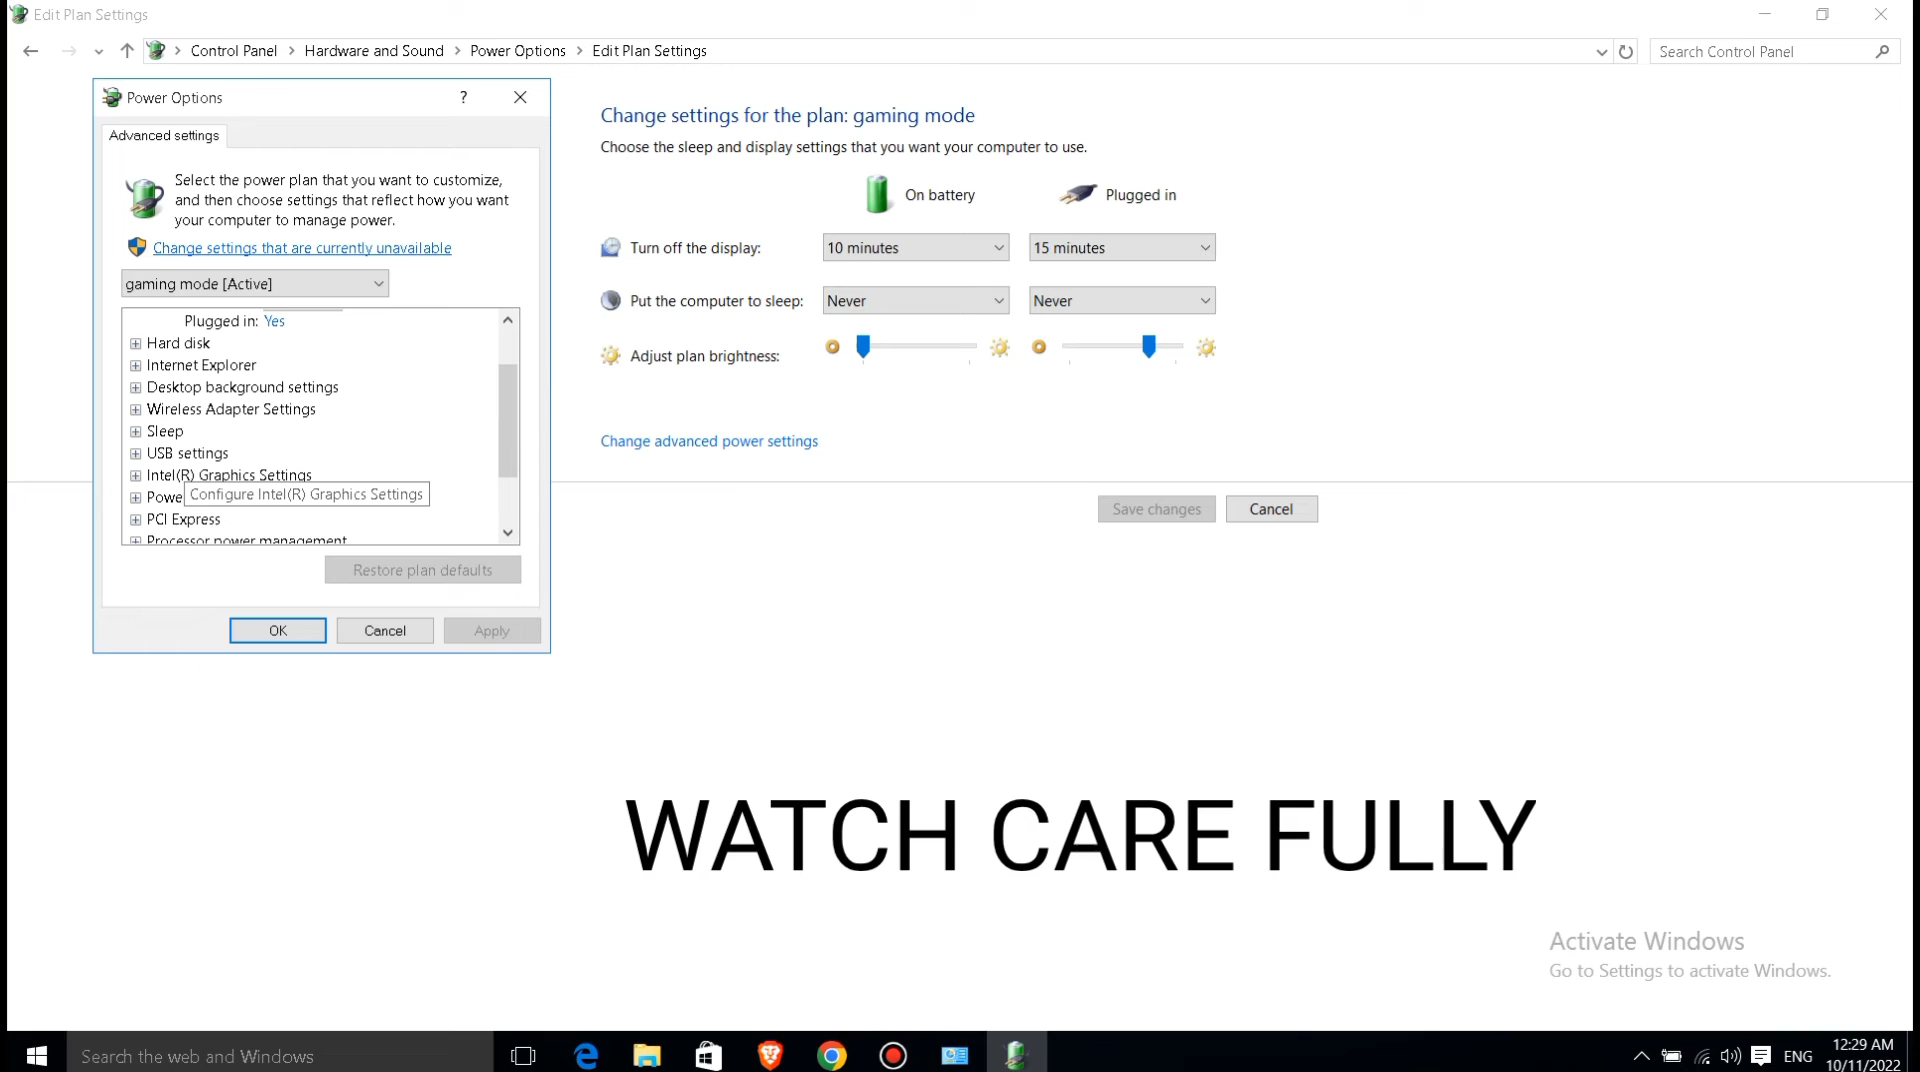 Edit Plan Settings
Control Panel > Hardware and Sound > Power Options > Edit Plan Settings
Search Control Panel
Power Options
?
Advanced settings
Select the power plan that you want to customize,
and then choose settings that reflect how you want
your computer to manage power.
Change settings that are currently unavailable
gaming mode [Active]
Plugged in: Yes
Hard disk
Internet Explorer
Desktop background settings
Wireless Adapter Settings
Sleep
USB settings
Intel(R) Graphics Settings
Powe
Configure Intel(R) Graphics Settings
PCI Express
Processor power management
Restore plan defaults
OK
Cancel
Apply
Change settings for the plan: gaming mode
Choose the sleep and display settings that you want your computer to use.
On battery
Plugged in
Turn off the display:
10 minutes
15 minutes
Put the computer to sleep:
Never
Never
Adjust plan brightness:
Change advanced power settings
Save changes
Cancel
WATCH CARE FULLY
Activate Windows
Go to Settings to activate Windows.
Search the web and Windows
ENG
12:29 AM
10/11/2022